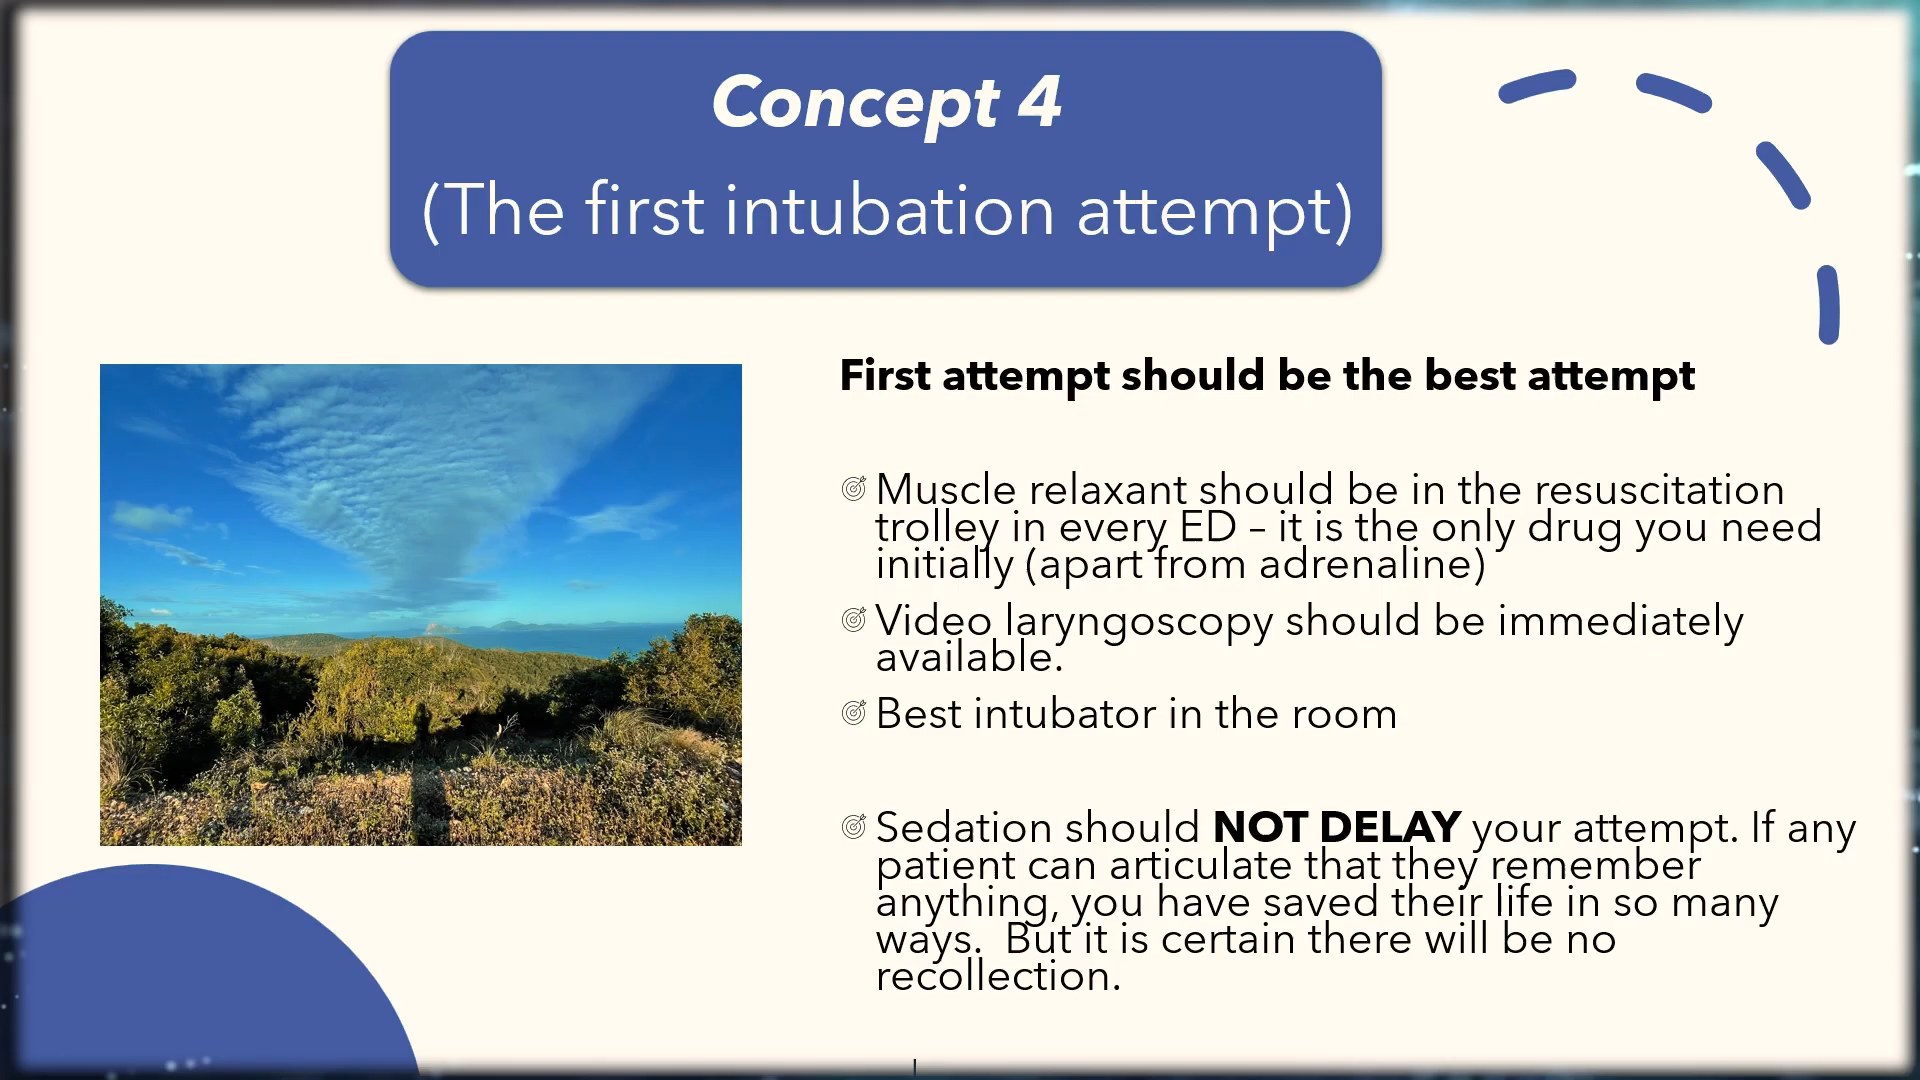 Concept 4
(The first intubation attempt)
First attempt should be the best attempt
Muscle relaxant should be in the resuscitation
trolley in every ED – it is the only drug you need
initially (apart from adrenaline)
Video laryngoscopy should be immediately
available.
Best intubator in the room
Sedation should NOT DELAY your attempt. If any
patient can articulate that they remember
anything, you have saved their life in so many
ways.  But it is certain there will be no
recollection.